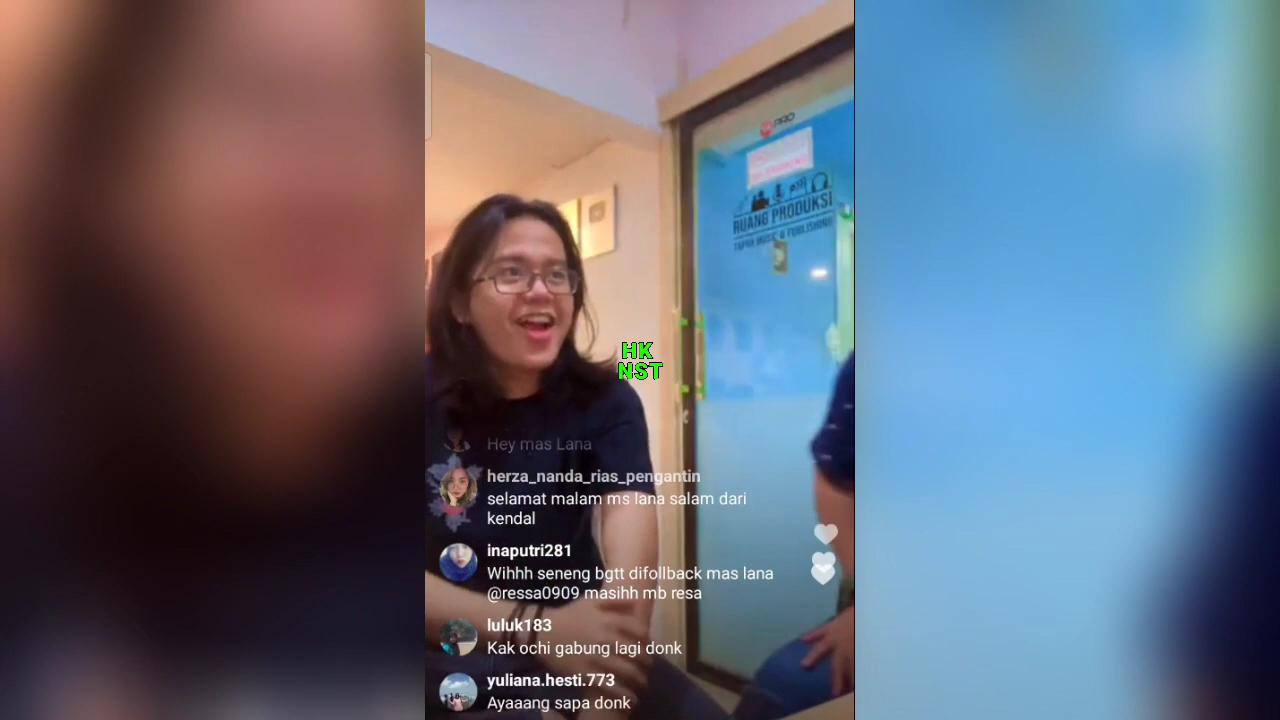 PRO
RUANG PRODUKSI
HK
NST
Hey mas Lana
herza_nanda_rias_pengantin
selamat malam ms lana salam dari
kendal
inaputri281
Wihhh seneng bgtt difollback mas lana
@ressa0909 masihh mb resa
luluk183
Kak ochi gabung lagi donk
yuliana.hesti.773
Ayaaang sapa donk